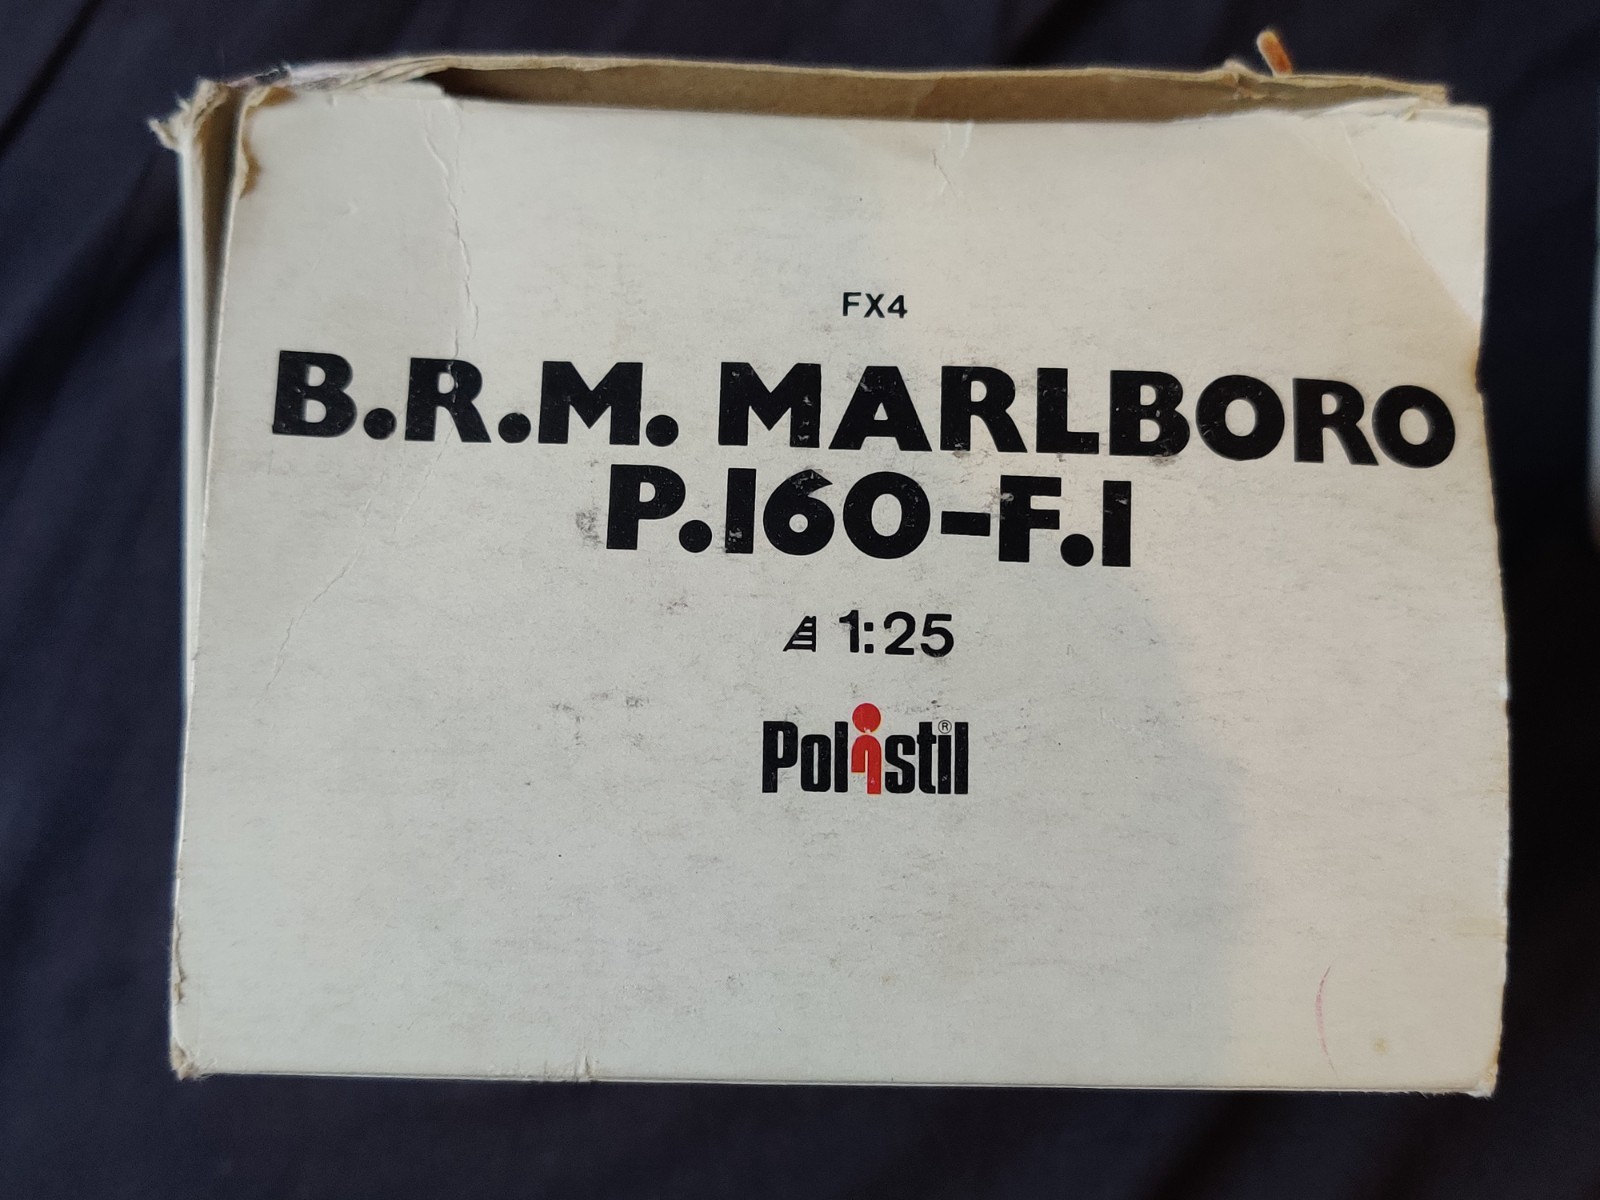 FX4
B.R.M. MARLBORO
P.160-F.1
1:25
Polistil®